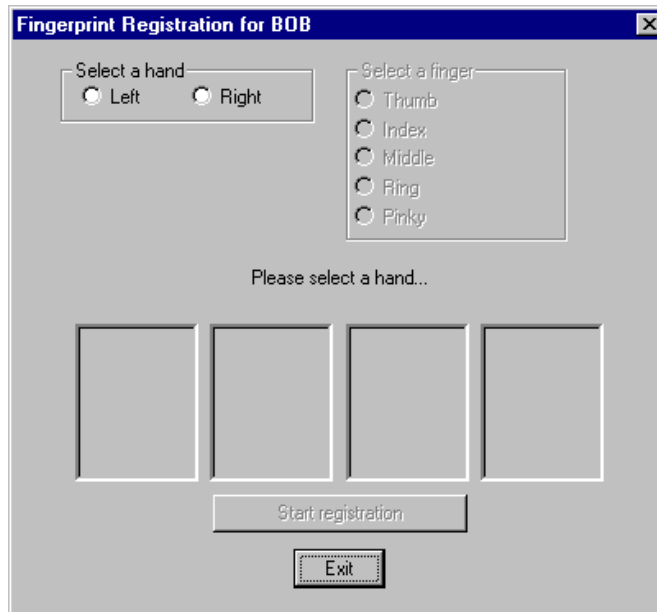 Fingerprint Registration for BOB
Select a hand
Left Right
Select a finger
Thumb
Index
Middle
Ring
Pinky
Please select a hand...
Start registration
Exit